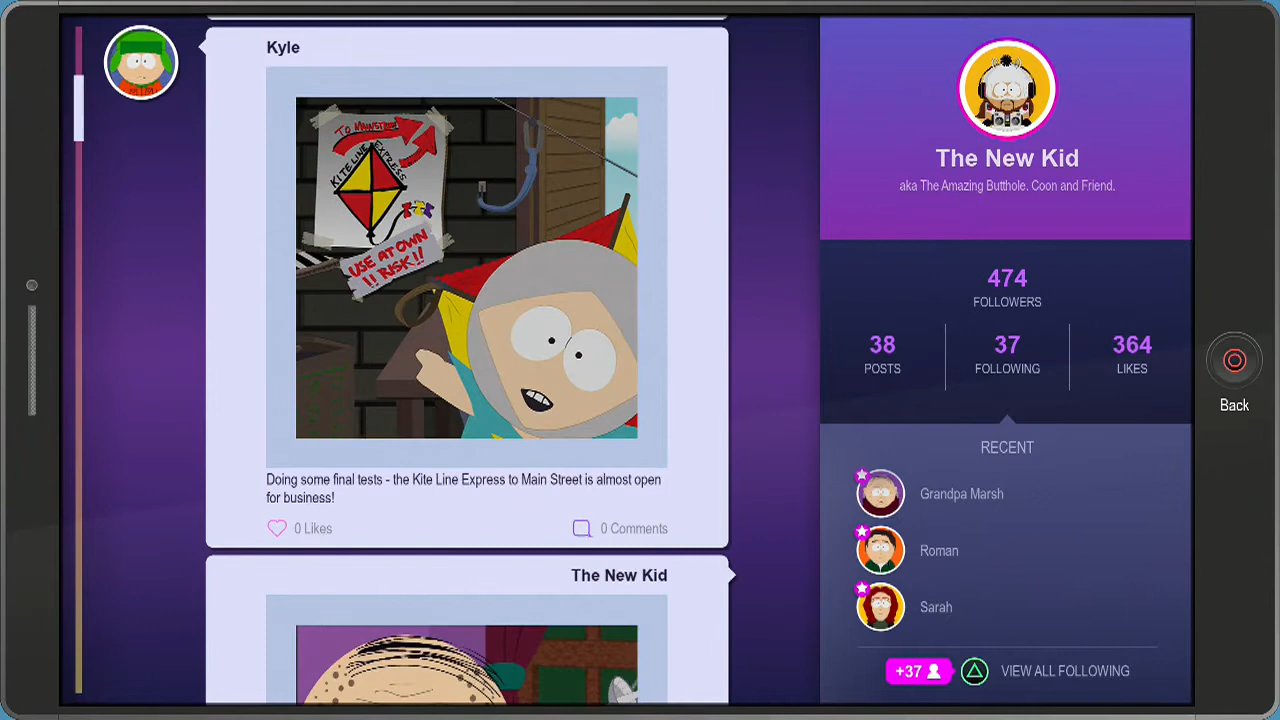 Kyle
TO MAIN STREET
KITE LINE EXPRESS
USE AT OWN
!! RISK!!
Doing some final tests - the Kite Line Express to Main Street is almost open
for business!
0 Likes
0 Comments
The New Kid
The New Kid
aka The Amazing Butthole. Coon and Friend.
474
FOLLOWERS
38
POSTS
37
FOLLOWING
364
LIKES
RECENT
Grandpa Marsh
Roman
Sarah
+37
VIEW ALL FOLLOWING
Back